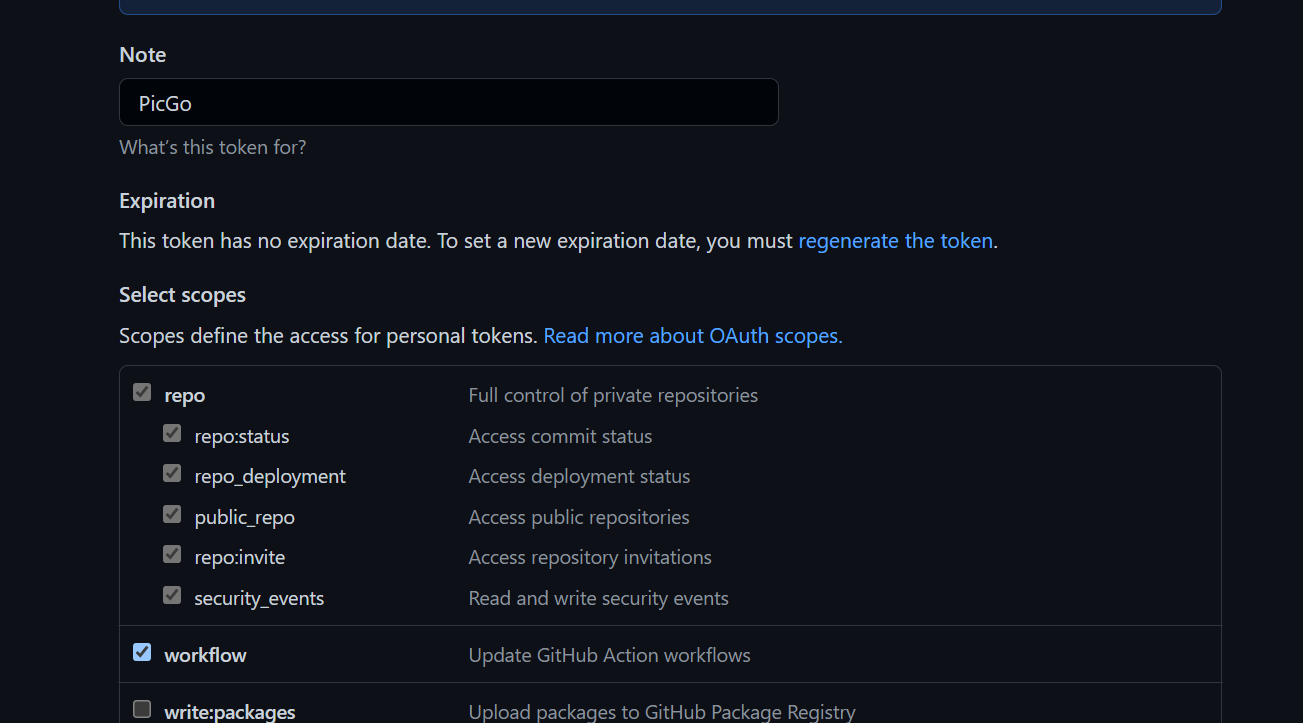 Note
PicGo
What's this token for?
Expiration
This token has no expiration date. To set a new expiration date, you must regenerate the token.
Select scopes
Scopes define the access for personal tokens. Read more about OAuth scopes.
repo Full control of private repositories
repo:status Access commit status
repo_deployment Access deployment status
public_repo Access public repositories
repo:invite Access repository invitations
security_events Read and write security events
workflow Update GitHub Action workflows
write:packages Upload packages to GitHub Package Registry